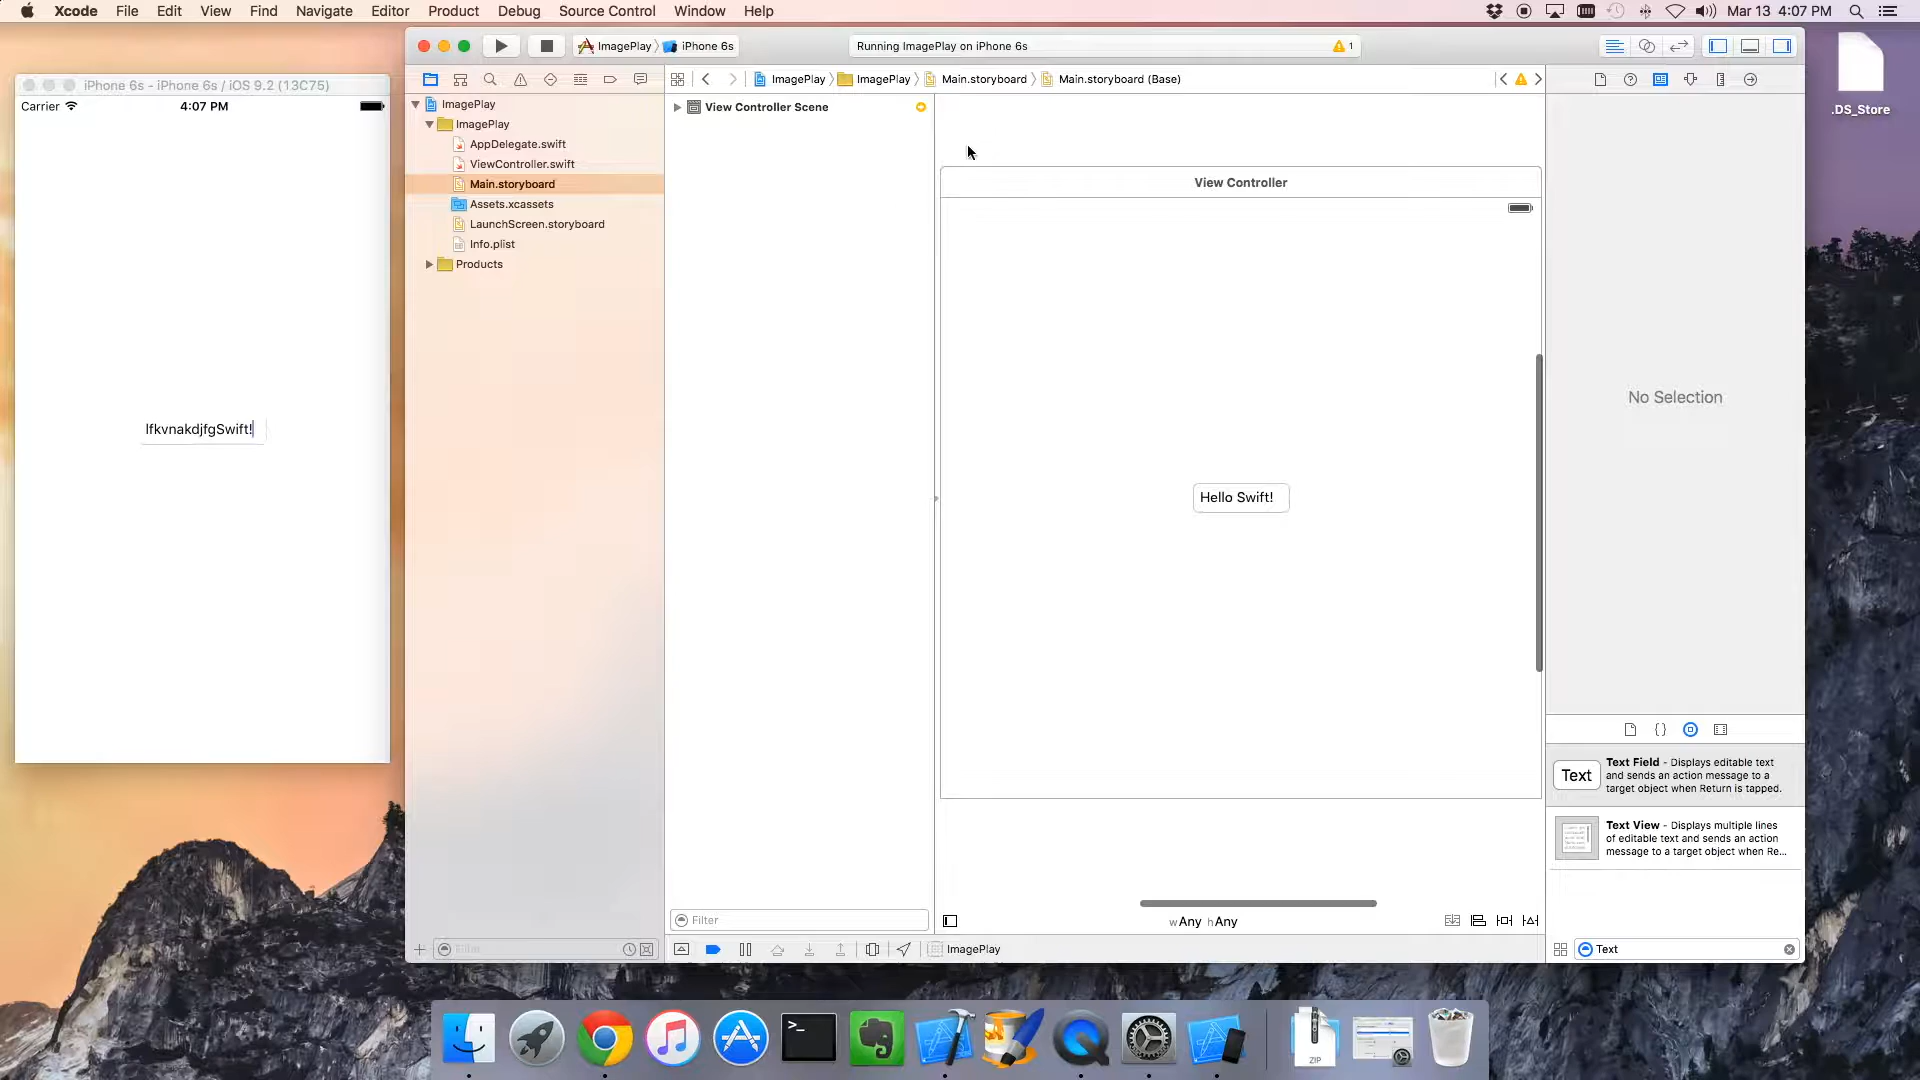 Xcode File Edit View Find Navigate Editor Product Debug Source Control Window Help
Mar 13 4:07 PM
ImagePlay iPhone 6s
Running ImagePlay on iPhone 6s
1
iPhone 6s - iPhone 6s / iOS 9.2 (13C75)
Carrier 4:07 PM
lfkvnakdjfgSwift!
ImagePlay
ImagePlay
AppDelegate.swift
ViewController.swift
Main.storyboard
Assets.xcassets
LaunchScreen.storyboard
Info.plist
Products
Filter
ImagePlay ImagePlay Main.storyboard Main.storyboard (Base)
View Controller Scene
Filter
View Controller
Hello Swift!
wAny hAny
ImagePlay
No Selection
Text
Text Field - Displays editable text
and sends an action message to a
target object when Return is tapped.
Text View - Displays multiple lines
of editable text and sends an action
message to a target object when Re...
Text
.DS_Store
ZIP